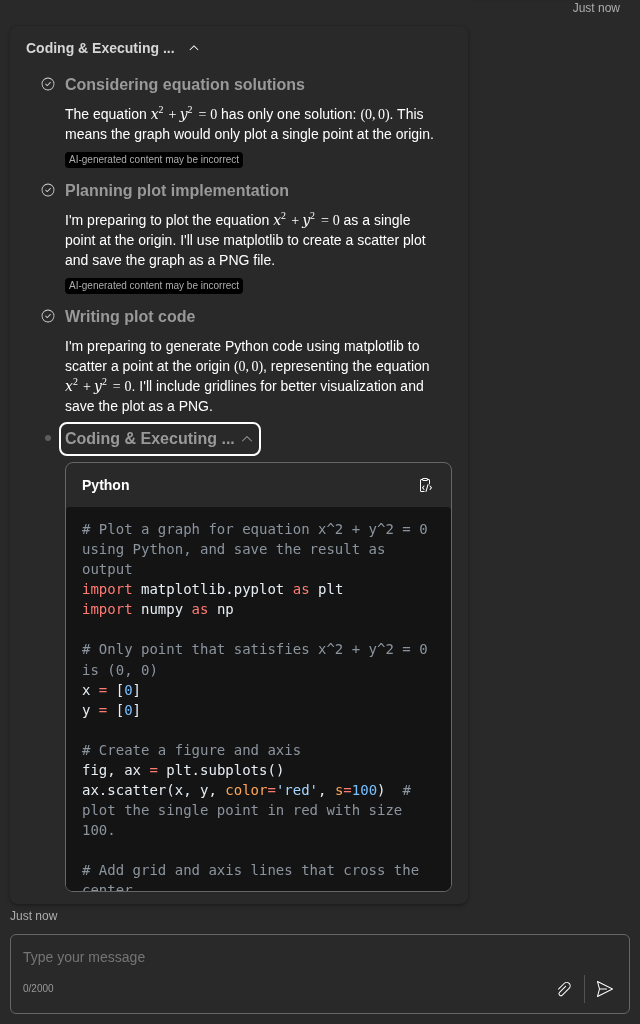 Just now
Coding & Executing ...
Considering equation solutions
The equation x² + y² = 0 has only one solution: (0, 0). This
means the graph would only plot a single point at the origin.
AI-generated content may be incorrect
Planning plot implementation
I'm preparing to plot the equation x² + y² = 0 as a single
point at the origin. I'll use matplotlib to create a scatter plot
and save the graph as a PNG file.
AI-generated content may be incorrect
Writing plot code
I'm preparing to generate Python code using matplotlib to
scatter a point at the origin (0, 0), representing the equation
x² + y² = 0. I'll include gridlines for better visualization and
save the plot as a PNG.
Coding & Executing ...
Python
# Plot a graph for equation x^2 + y^2 = 0
using Python, and save the result as
output
import matplotlib.pyplot as plt
import numpy as np
# Only point that satisfies x^2 + y^2 = 0
is (0, 0)
x = [0]
y = [0]
# Create a figure and axis
fig, ax = plt.subplots()
ax.scatter(x, y, color='red', s=100)  #
plot the single point in red with size
100.
# Add grid and axis lines that cross the
center
Just now
Type your message
0/2000